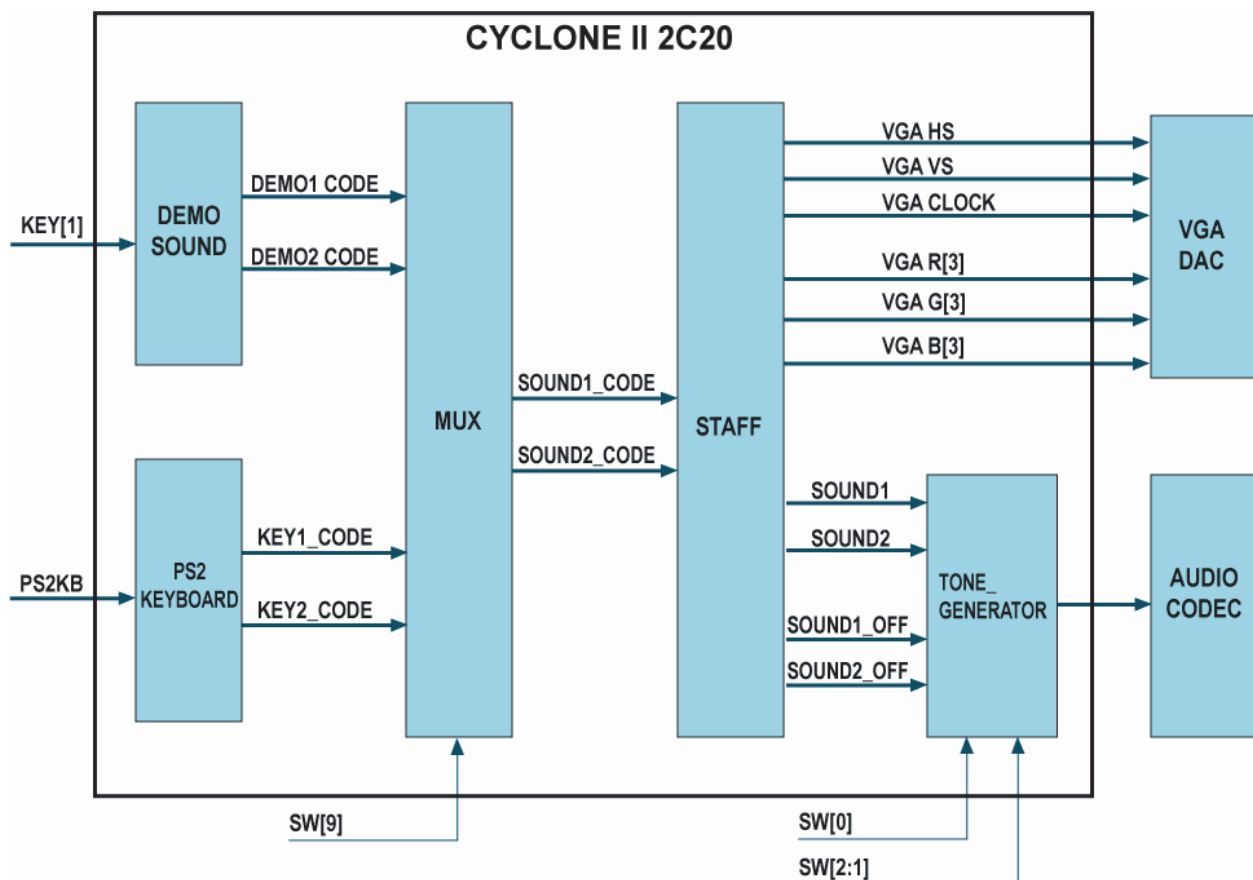 CYCLONE II 2C20
KEY[1]
DEMO
SOUND
DEMO1 CODE
DEMO2 CODE
PS2KB
PS2
KEYBOARD
KEY1_CODE
KEY2_CODE
MUX
SW[9]
SOUND1_CODE
SOUND2_CODE
STAFF
VGA HS
VGA VS
VGA CLOCK
VGA R[3]
VGA G[3]
VGA B[3]
VGA
DAC
SOUND1
SOUND2
SOUND1_OFF
SOUND2_OFF
TONE_
GENERATOR
AUDIO
CODEC
SW[0]
SW[2:1]